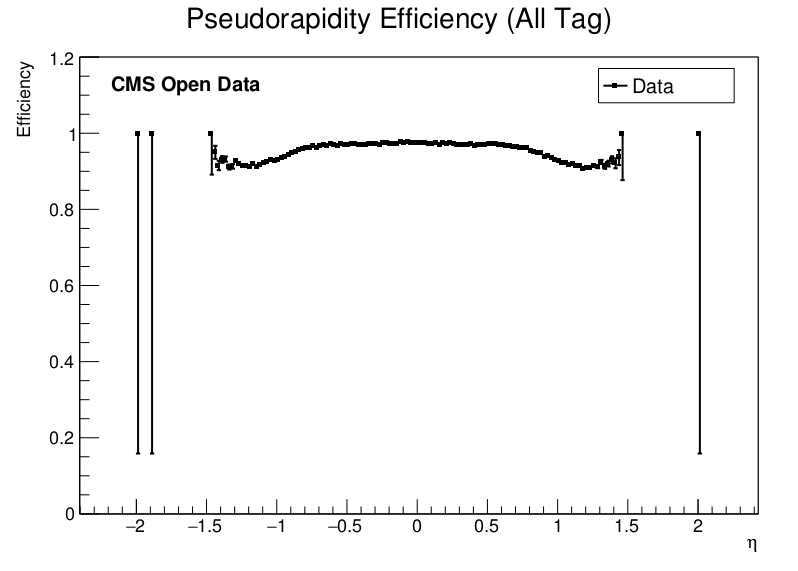 Pseudorapidity Efficiency (All Tag)
Efficiency
CMS Open Data
Data
1.2
1
0.8
0.6
0.4
0.2
0
−2 −1.5 −1 −0.5 0 0.5 1 1.5 2
η